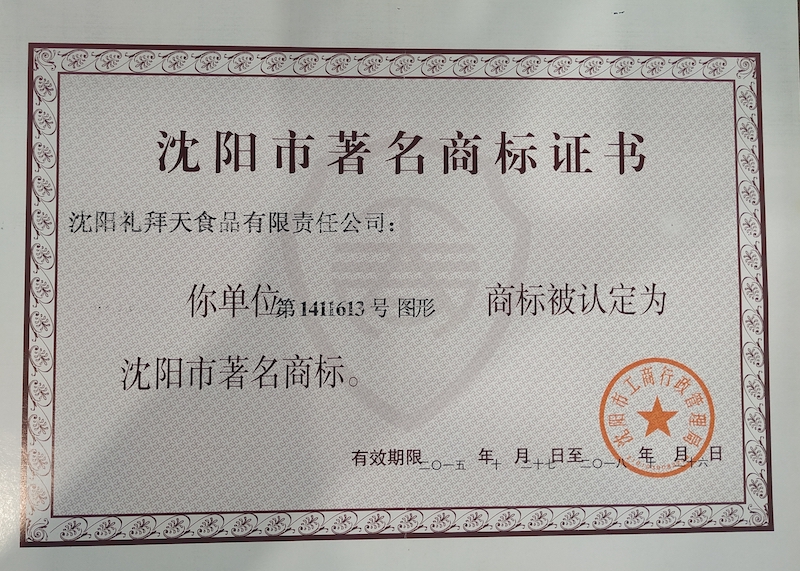 沈阳市著名商标证书
沈阳礼拜天食品有限责任公司：
你单位第1411613号 图形 商标被认定为
沈阳市著名商标。
沈阳市工商行政管理局
有效期限二〇一五年十月二十七日至二〇一八年十月二十六日